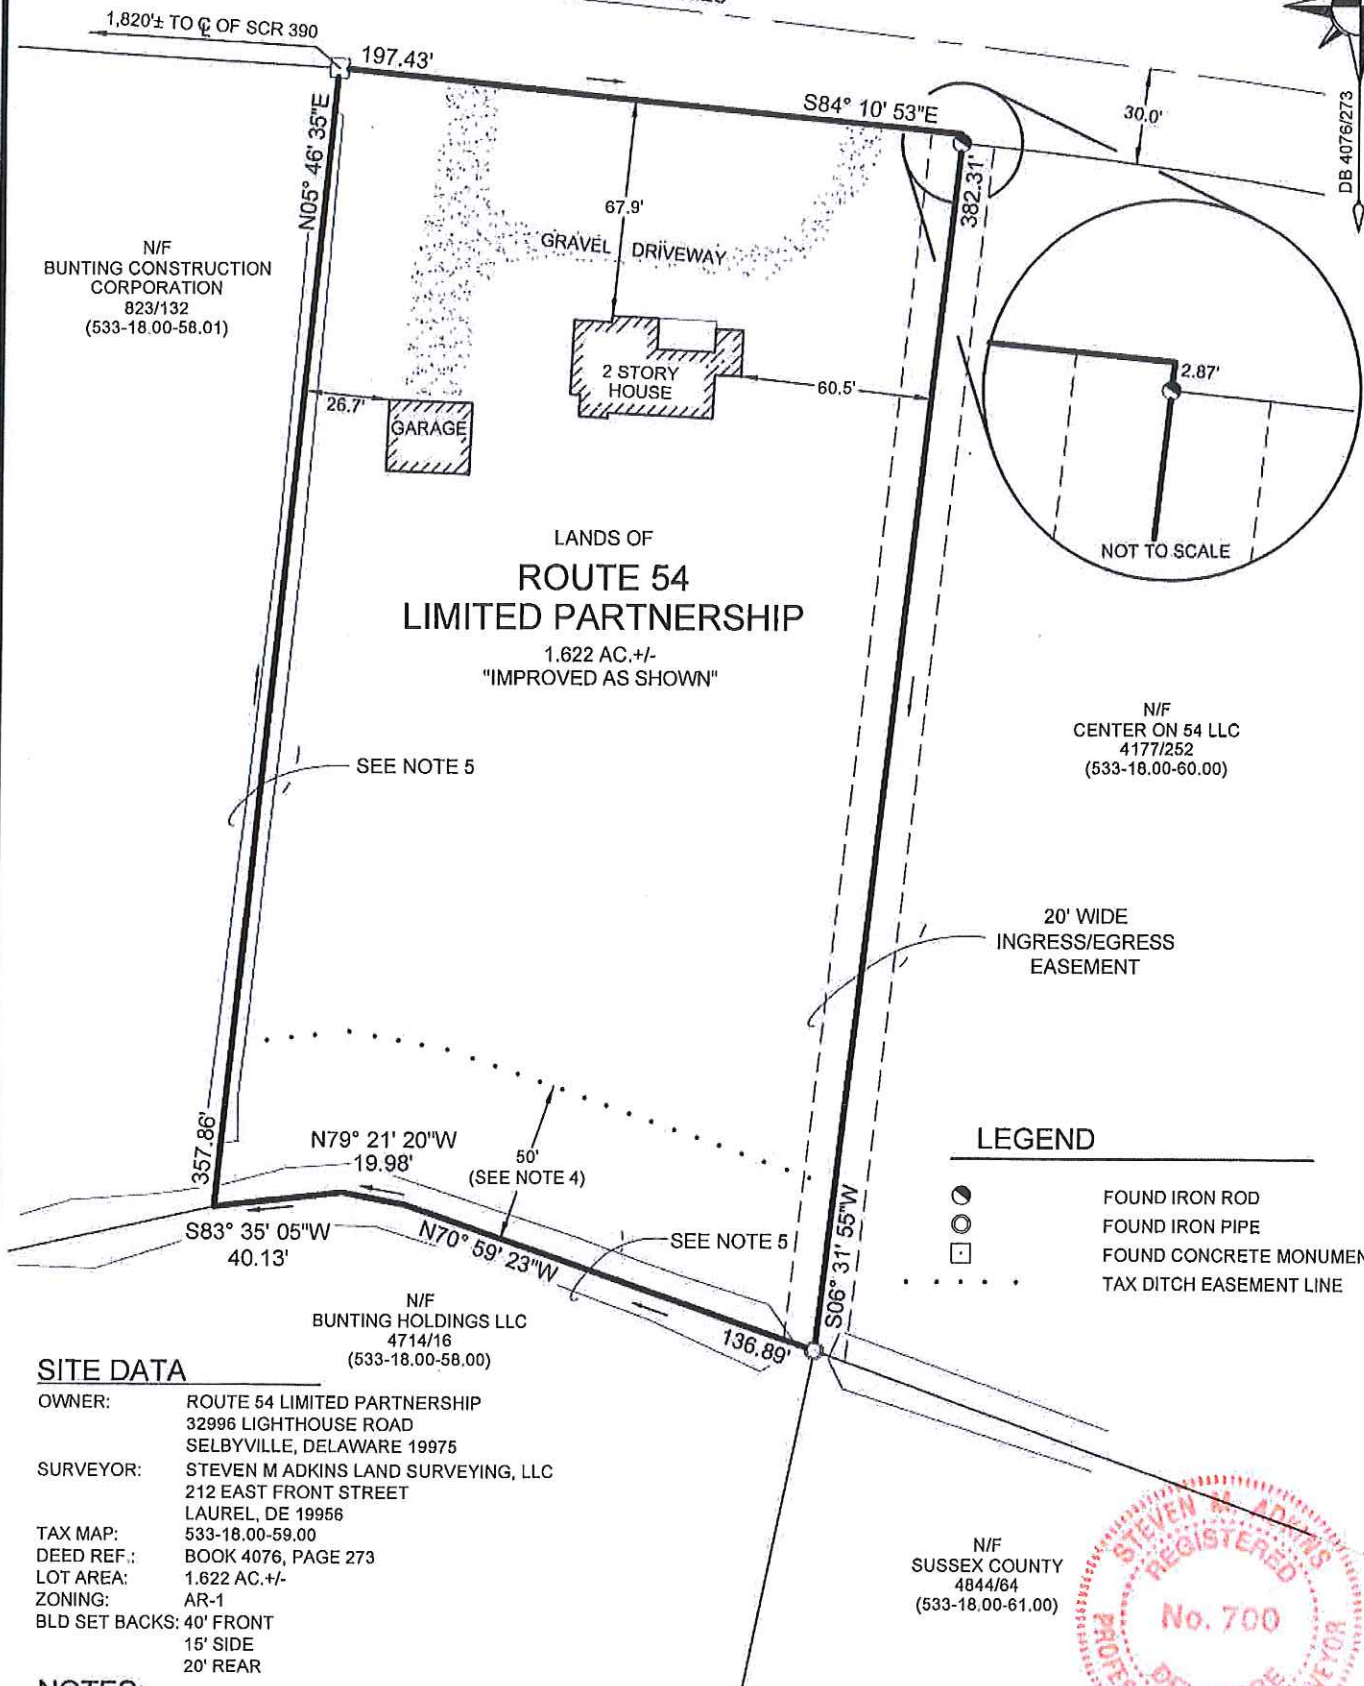 1,820'± TO ℄ OF SCR 390
197.43'
S84° 10' 53"E
30.0'
DB 4076/273
N05° 46' 35"E
382.31'
67.9'
GRAVEL DRIVEWAY
N/F
BUNTING CONSTRUCTION
CORPORATION
823/132
(533-18.00-58.01)
2 STORY
HOUSE
60.5'
26.7'
GARAGE
2.87'
NOT TO SCALE
LANDS OF
ROUTE 54
LIMITED PARTNERSHIP
1.622 AC.+/-
"IMPROVED AS SHOWN"
N/F
CENTER ON 54 LLC
4177/252
(533-18.00-60.00)
SEE NOTE 5
20' WIDE
INGRESS/EGRESS
EASEMENT
357.86'
N79° 21' 20"W
19.98'
50'
(SEE NOTE 4)
S83° 35' 05"W
40.13'
N70° 59' 23"W
SEE NOTE 5
S06° 31' 55"W
136.89'
LEGEND
FOUND IRON ROD
FOUND IRON PIPE
FOUND CONCRETE MONUMEN
TAX DITCH EASEMENT LINE
N/F
BUNTING HOLDINGS LLC
4714/16
(533-18.00-58.00)
SITE DATA
OWNER: ROUTE 54 LIMITED PARTNERSHIP
32996 LIGHTHOUSE ROAD
SELBYVILLE, DELAWARE 19975
SURVEYOR: STEVEN M ADKINS LAND SURVEYING, LLC
212 EAST FRONT STREET
LAUREL, DE 19956
TAX MAP: 533-18.00-59.00
DEED REF.: BOOK 4076, PAGE 273
LOT AREA: 1.622 AC.+/-
ZONING: AR-1
BLD SET BACKS: 40' FRONT
15' SIDE
20' REAR
NOTES:
N/F
SUSSEX COUNTY
4844/64
(533-18.00-61.00)
STEVEN M. ADKINS
REGISTERED
No. 700